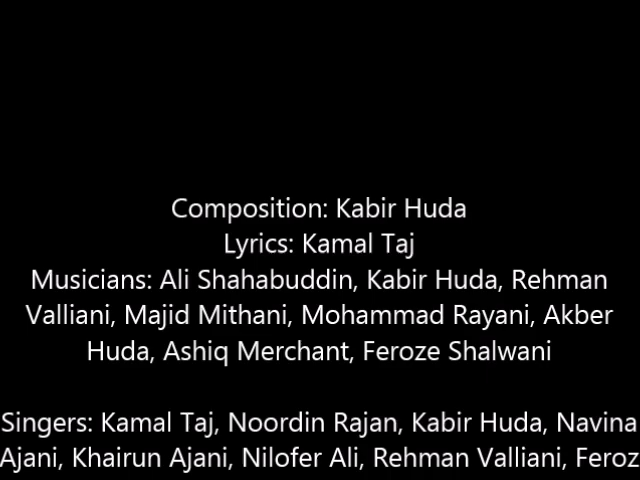 Composition: Kabir Huda
Lyrics: Kamal Taj
Musicians: Ali Shahabuddin, Kabir Huda, Rehman
Valliani, Majid Mithani, Mohammad Rayani, Akber
Huda, Ashiq Merchant, Feroze Shalwani
Singers: Kamal Taj, Noordin Rajan, Kabir Huda, Navina
Ajani, Khairun Ajani, Nilofer Ali, Rehman Valliani, Feroz